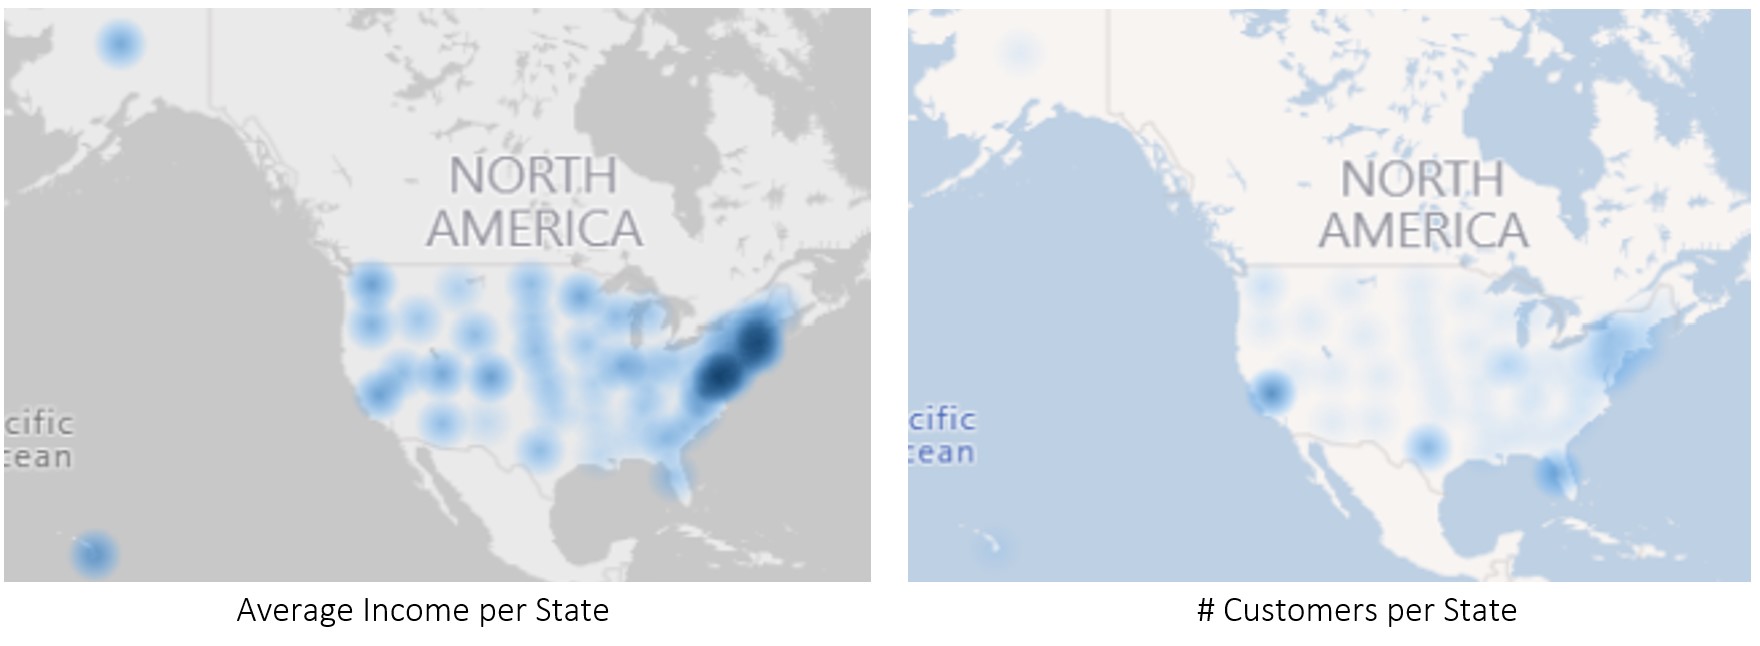 NORTH
AMERICA
cific
cean
Average Income per State
NORTH
AMERICA
cific
cean
# Customers per State